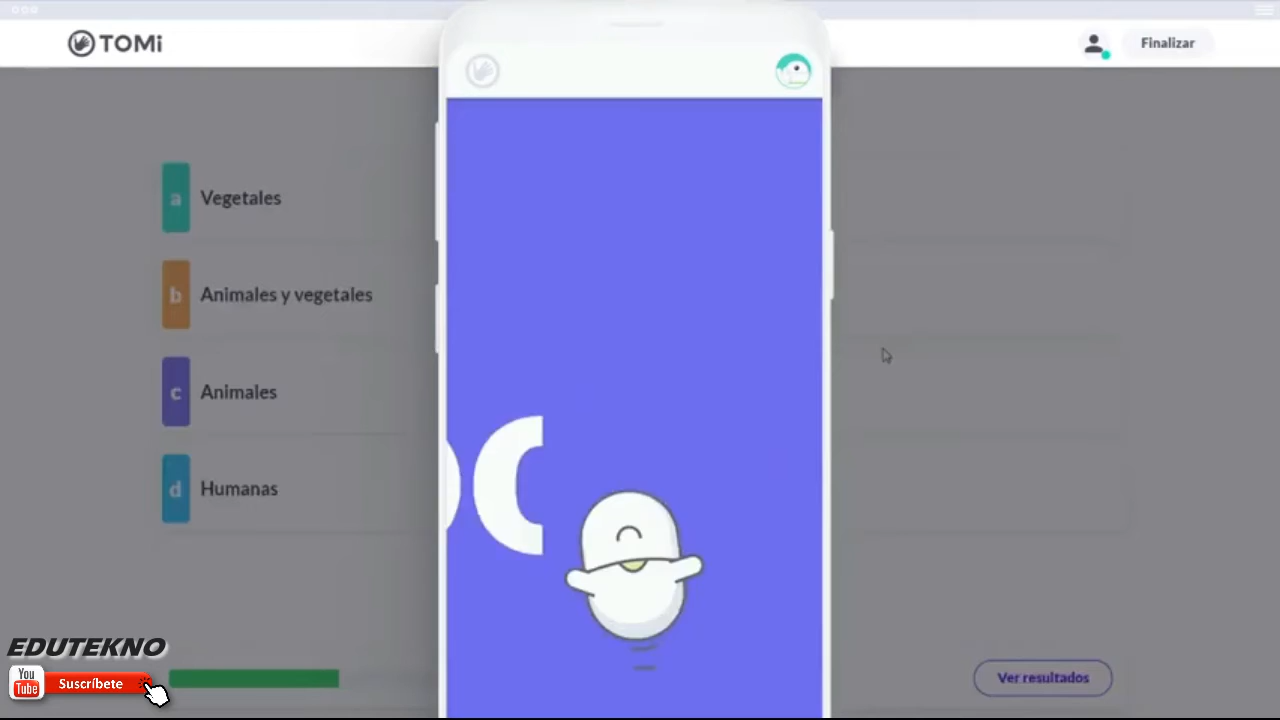 TOMi
Finalizar
a Vegetales
b Animales y vegetales
c Animales
d Humanas
EDUTEKNO
You
Tube
Suscríbete
Ver resultados